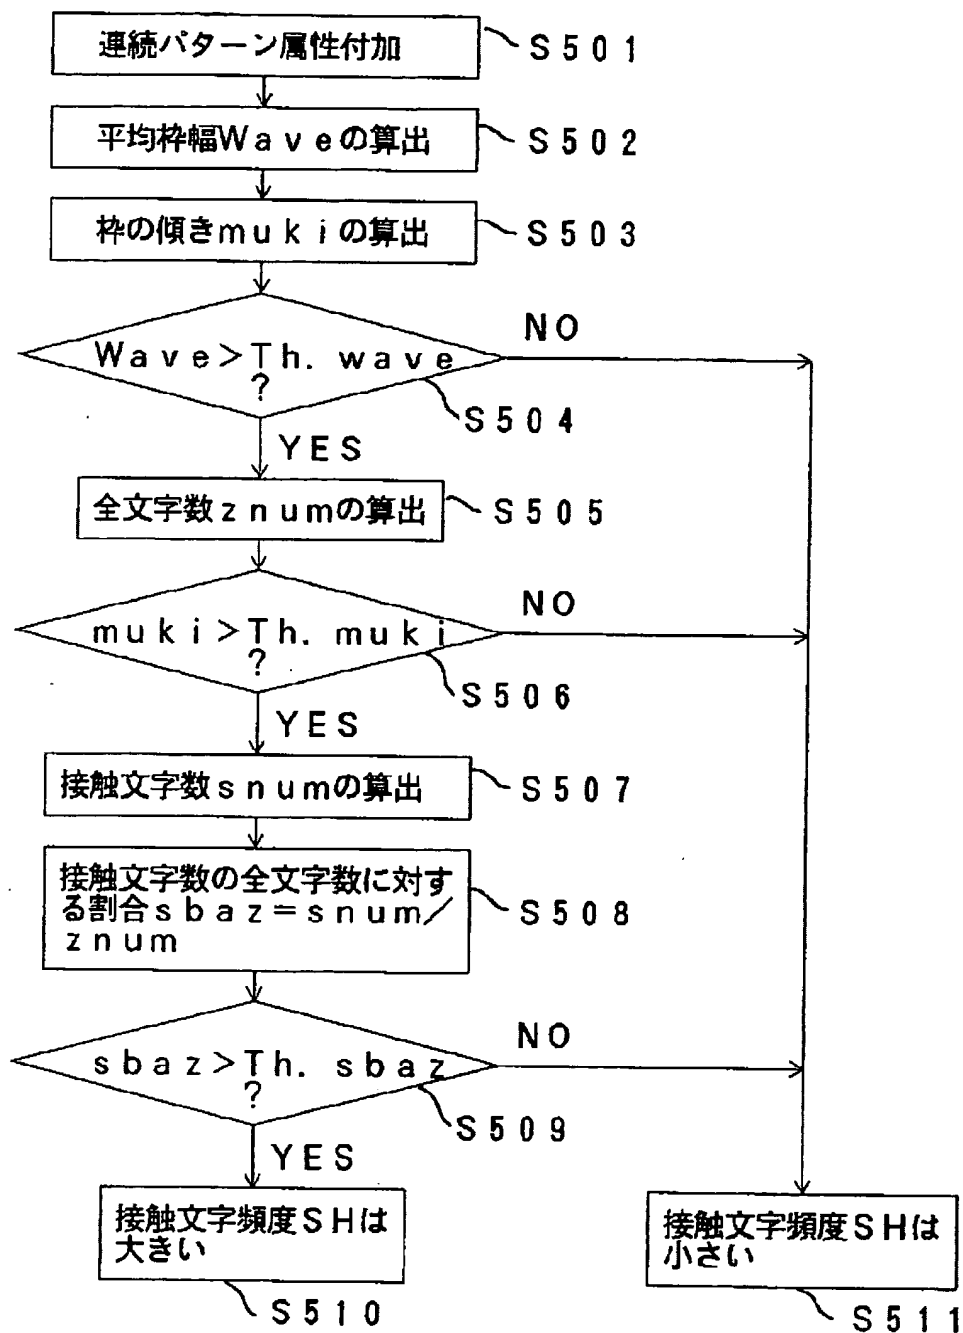 連続パターン属性付加
S501
平均枠幅Waveの算出
S502
枠の傾きmukiの算出
S503
Wave>Th. wave
?
NO
S504
YES
全文字数znumの算出
S505
muki>Th. muki
?
NO
S506
YES
接触文字数snumの算出
S507
接触文字数の全文字数に対す
る割合sbaz=snum/
znum
S508
sbaz>Th. sbaz
?
NO
S509
YES
接触文字頻度SHは
大きい
S510
接触文字頻度SHは
小さい
S511